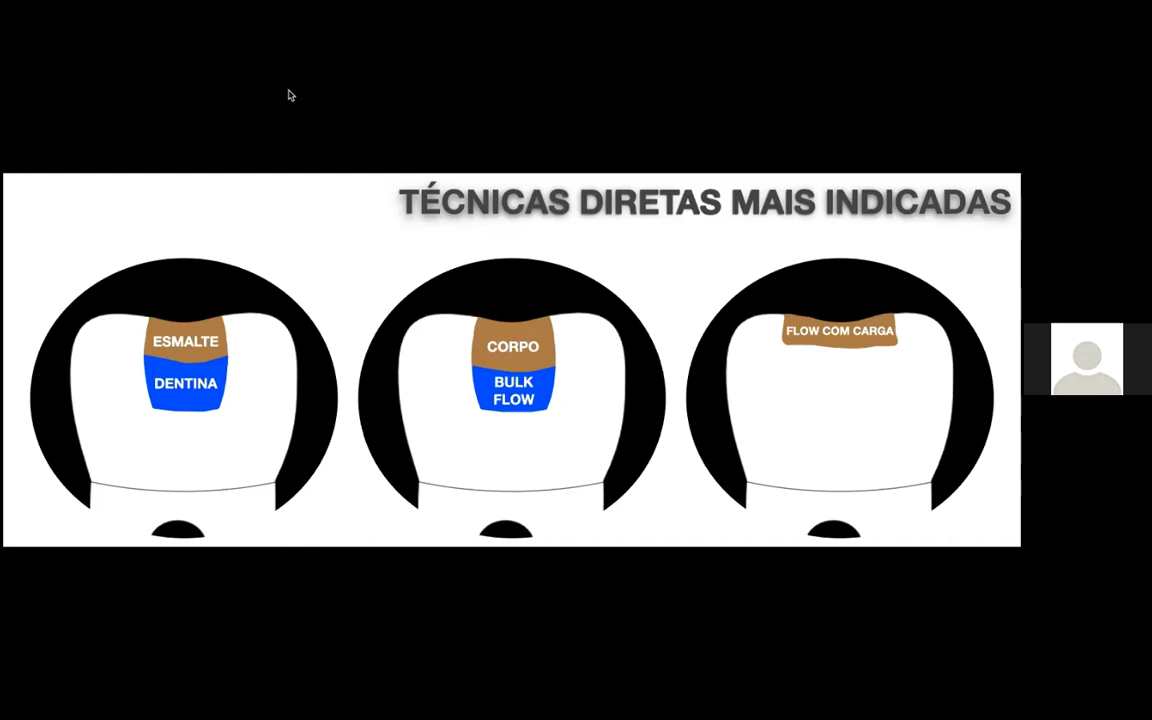 TÉCNICAS DIRETAS MAIS INDICADAS
ESMALTE
DENTINA
CORPO
BULK
FLOW
FLOW COM CARGA